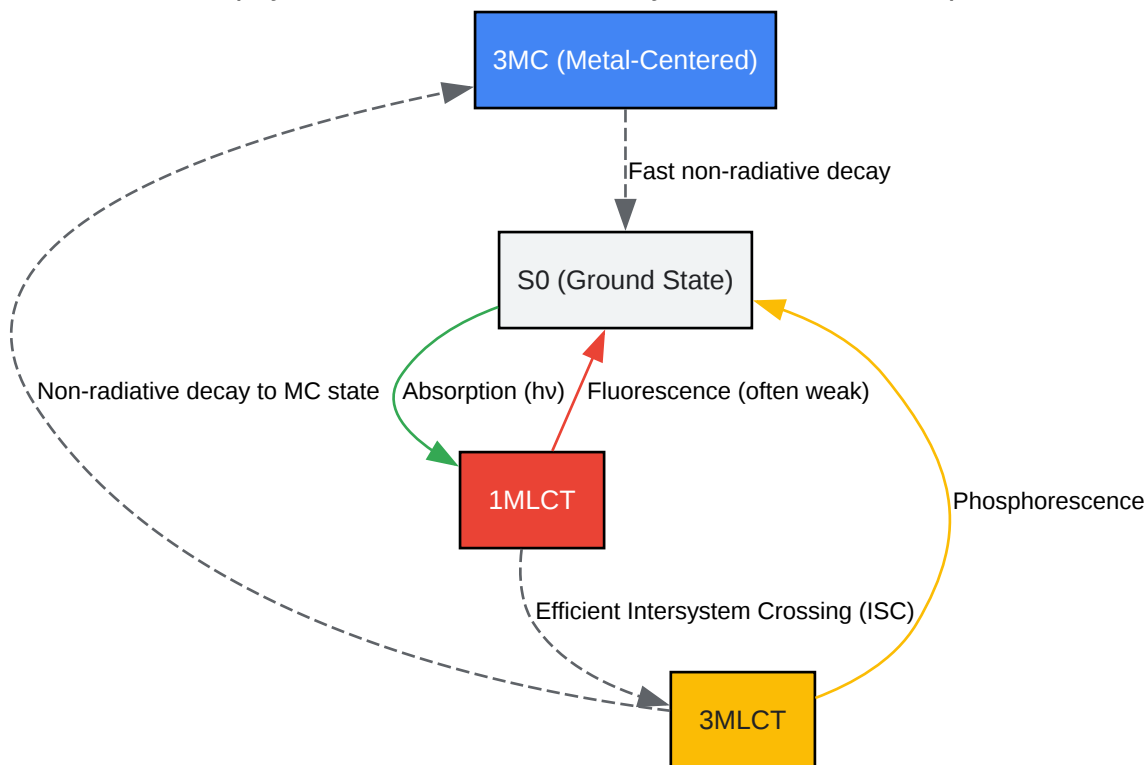 3MC (Metal-Centered)
Fast non-radiative decay
S0 (Ground State)
Non-radiative decay to MC state
Absorption (hν)
Fluorescence (often weak)
1MLCT
Phosphorescence
Efficient Intersystem Crossing (ISC)
3MLCT